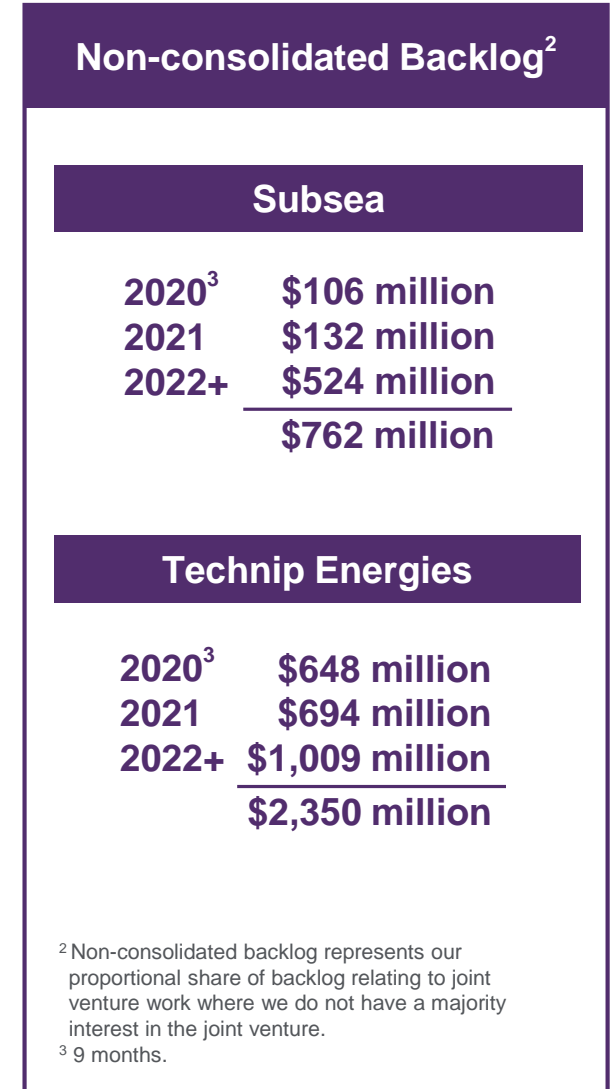 Non-consolidated Backlog²
Subsea
2020³ $106 million
2021 $132 million
2022+ $524 million
$762 million
Technip Energies
2020³ $648 million
2021 $694 million
2022+ $1,009 million
$2,350 million
² Non-consolidated backlog represents our
proportional share of backlog relating to joint
venture work where we do not have a majority
interest in the joint venture.
³ 9 months.